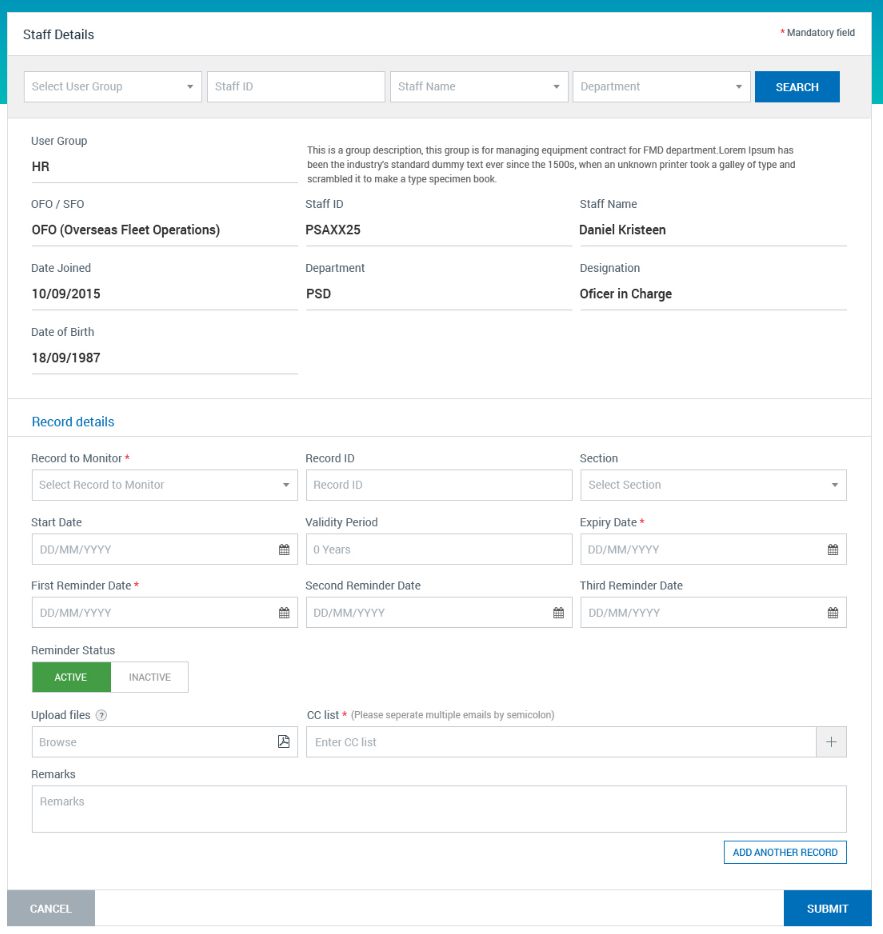 Staff Details
* Mandatory field
Select User Group
Staff ID
Staff Name
Department
SEARCH
User Group
HR
This is a group description, this group is for managing equipment contract for FMD department.Lorem Ipsum has
been the industry's standard dummy text ever since the 1500s, when an unknown printer took a galley of type and
scrambled it to make a type specimen book.
OFO / SFO
Staff ID
Staff Name
OFO (Overseas Fleet Operations)
PSAXX25
Daniel Kristeen
Date Joined
Department
Designation
10/09/2015
PSD
Oficer in Charge
Date of Birth
18/09/1987
Record details
Record to Monitor *
Record ID
Section
Select Record to Monitor
Record ID
Select Section
Start Date
Validity Period
Expiry Date *
DD/MM/YYYY
0 Years
DD/MM/YYYY
First Reminder Date *
Second Reminder Date
Third Reminder Date
DD/MM/YYYY
DD/MM/YYYY
DD/MM/YYYY
Reminder Status
ACTIVE
INACTIVE
Upload files ?
CC list * (Please seperate multiple emails by semicolon)
Browse
Enter CC list
+
Remarks
Remarks
ADD ANOTHER RECORD
CANCEL
SUBMIT